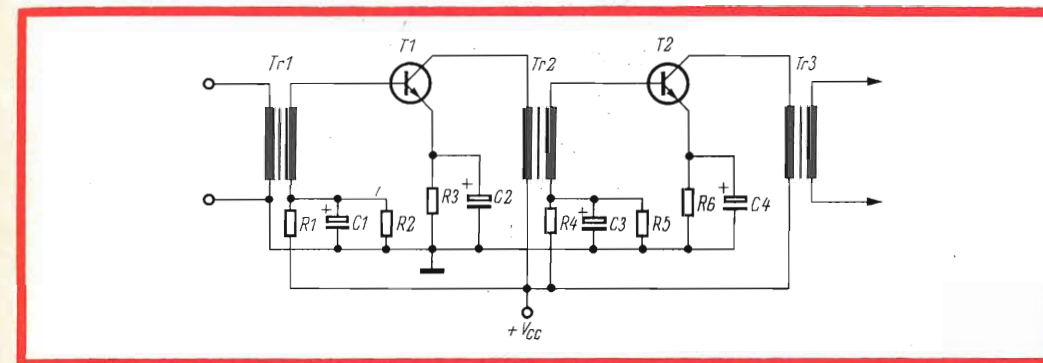 T1 T2
Tr1 Tr2 Tr3
+ + + +
R1 C1 R2 R3 C2 R4 C3 R5 R6 C4
+ VCC